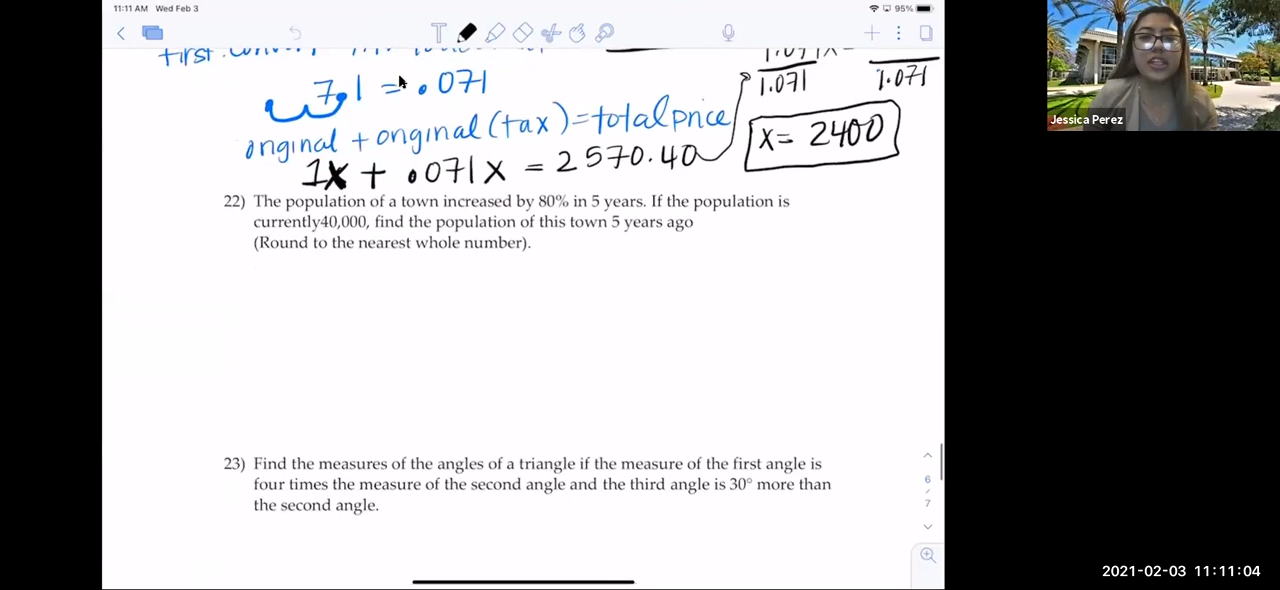 11:11 AM Wed Feb 3
95%
T
first
1.071x
7.1 = .071
1.071
1.071
original + original (tax) = total price
x = 2400
1x + .071x = 2570.40
22) The population of a town increased by 80% in 5 years. If the population is
currently40,000, find the population of this town 5 years ago
(Round to the nearest whole number).
23) Find the measures of the angles of a triangle if the measure of the first angle is
four times the measure of the second angle and the third angle is 30° more than
the second angle.
6
/
7
Jessica Perez
2021-02-03 11:11:04